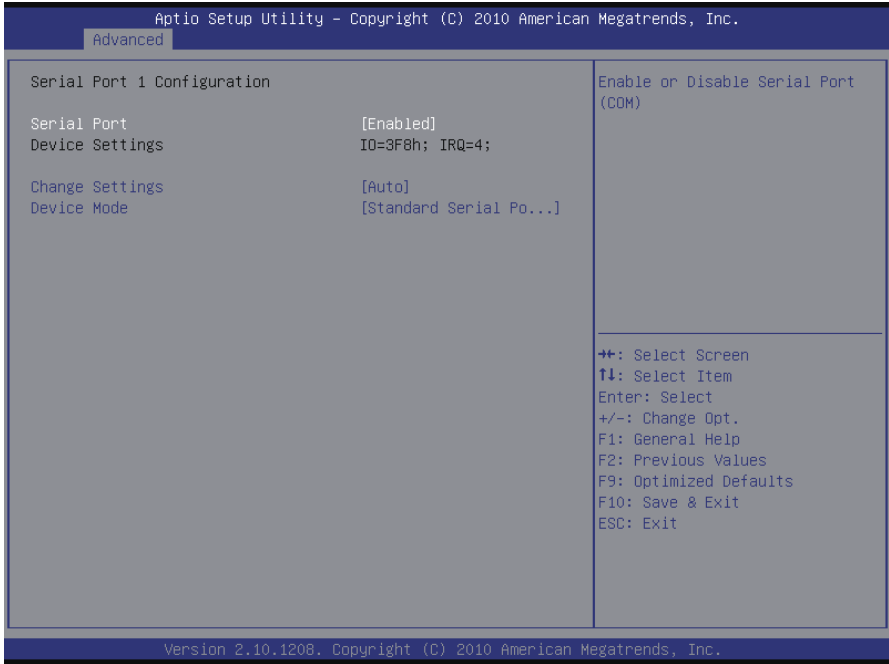 Aptio Setup Utility – Copyright (C) 2010 American Megatrends, Inc.
Advanced
Serial Port 1 Configuration
Serial Port [Enabled]
Device Settings IO=3F8h; IRQ=4;
Change Settings [Auto]
Device Mode [Standard Serial Po...]
Enable or Disable Serial Port
(COM)
→←: Select Screen
↑↓: Select Item
Enter: Select
+/-: Change Opt.
F1: General Help
F2: Previous Values
F9: Optimized Defaults
F10: Save & Exit
ESC: Exit
Version 2.10.1208. Copyright (C) 2010 American Megatrends, Inc.